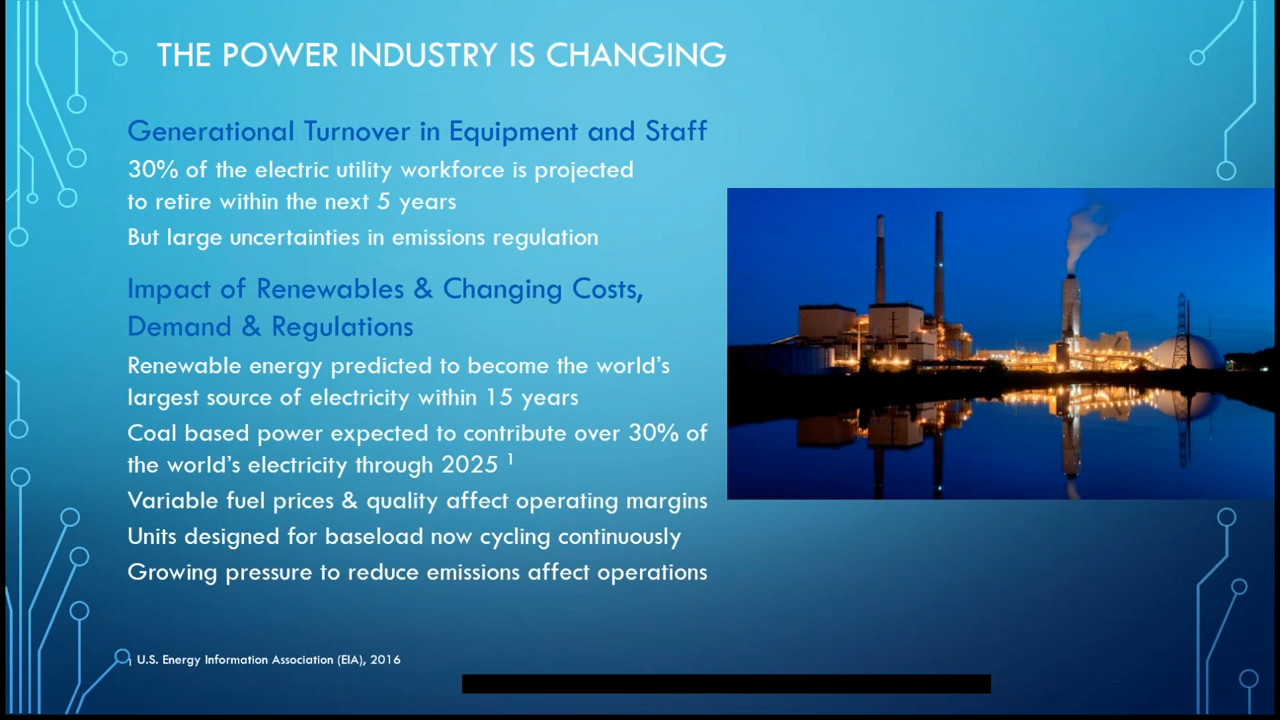 THE POWER INDUSTRY IS CHANGING
Generational Turnover in Equipment and Staff
30% of the electric utility workforce is projected
to retire within the next 5 years
But large uncertainties in emissions regulation
Impact of Renewables & Changing Costs,
Demand & Regulations
Renewable energy predicted to become the world's
largest source of electricity within 15 years
Coal based power expected to contribute over 30% of
the world's electricity through 2025 ¹
Variable fuel prices & quality affect operating margins
Units designed for baseload now cycling continuously
Growing pressure to reduce emissions affect operations
₁ U.S. Energy Information Association (EIA), 2016